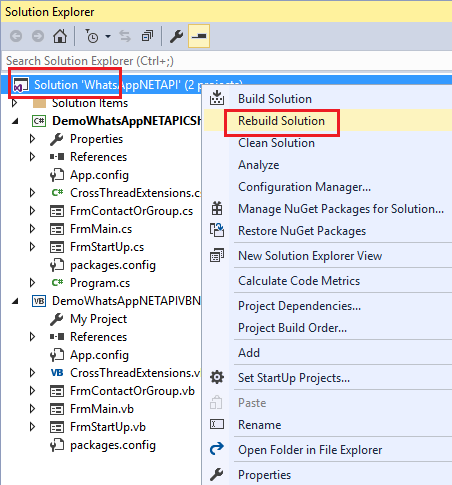 Solution Explorer
Search Solution Explorer (Ctrl+;)
Solution 'WhatsAppNETAPI' (2 projects)
Solution Items
DemoWhatsAppNETAPICSh
Properties
References
App.config
CrossThreadExtensions.cs
FrmContactOrGroup.cs
FrmMain.cs
FrmStartUp.cs
packages.config
Program.cs
DemoWhatsAppNETAPIVBN
My Project
References
App.config
CrossThreadExtensions.v
FrmContactOrGroup.vb
FrmMain.vb
FrmStartUp.vb
packages.config
Build Solution
Rebuild Solution
Clean Solution
Analyze
Configuration Manager...
Manage NuGet Packages for Solution...
Restore NuGet Packages
New Solution Explorer View
Calculate Code Metrics
Project Dependencies...
Project Build Order...
Add
Set StartUp Projects...
Paste
Rename
Open Folder in File Explorer
Properties